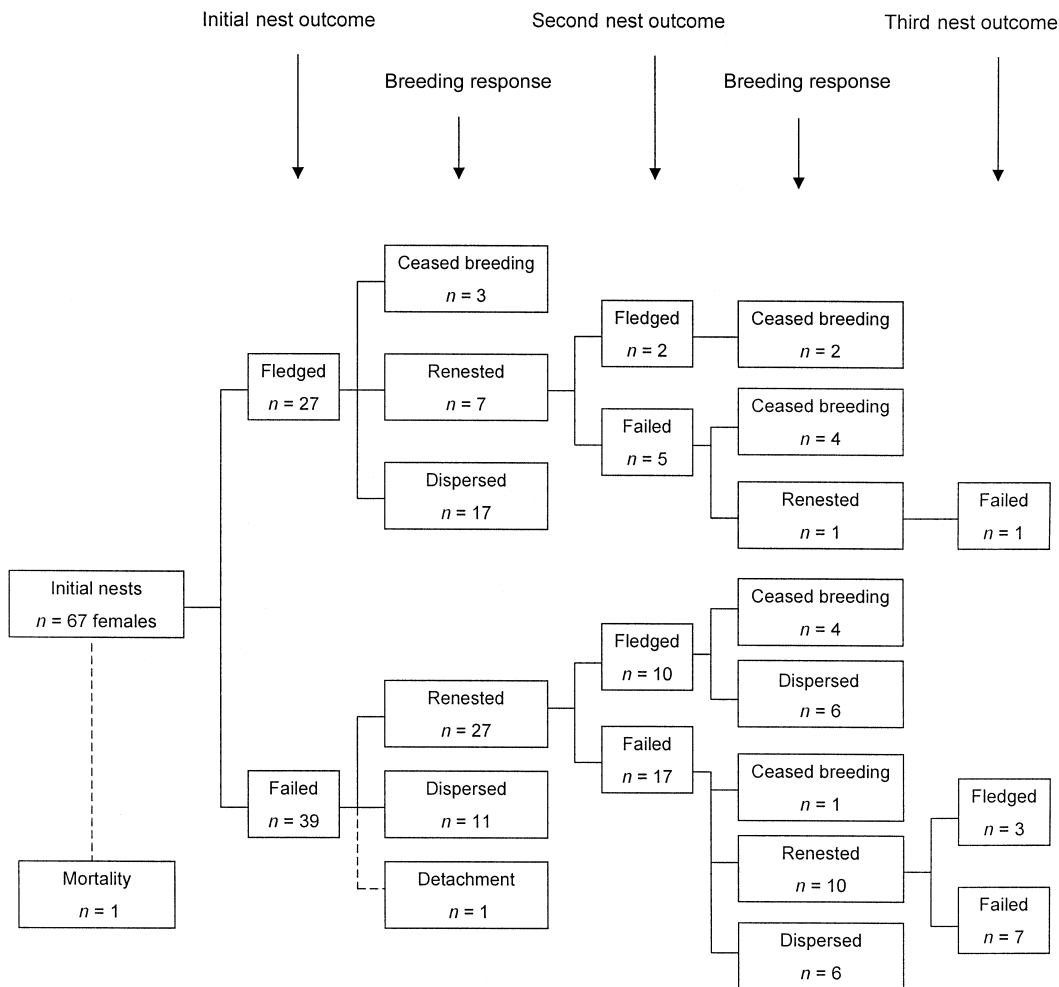 Initial nest outcome
Second nest outcome
Third nest outcome
Breeding response
Breeding response
Ceased breeding
n = 3
Fledged
n = 2
Ceased breeding
n = 2
Fledged
n = 27
Renested
n = 7
Failed
n = 5
Ceased breeding
n = 4
Dispersed
n = 17
Renested
n = 1
Failed
n = 1
Initial nests
n = 67 females
Ceased breeding
n = 4
Fledged
n = 10
Dispersed
n = 6
Renested
n = 27
Failed
n = 17
Ceased breeding
n = 1
Failed
n = 39
Dispersed
n = 11
Fledged
n = 3
Renested
n = 10
Mortality
n = 1
Detachment
n = 1
Failed
n = 7
Dispersed
n = 6